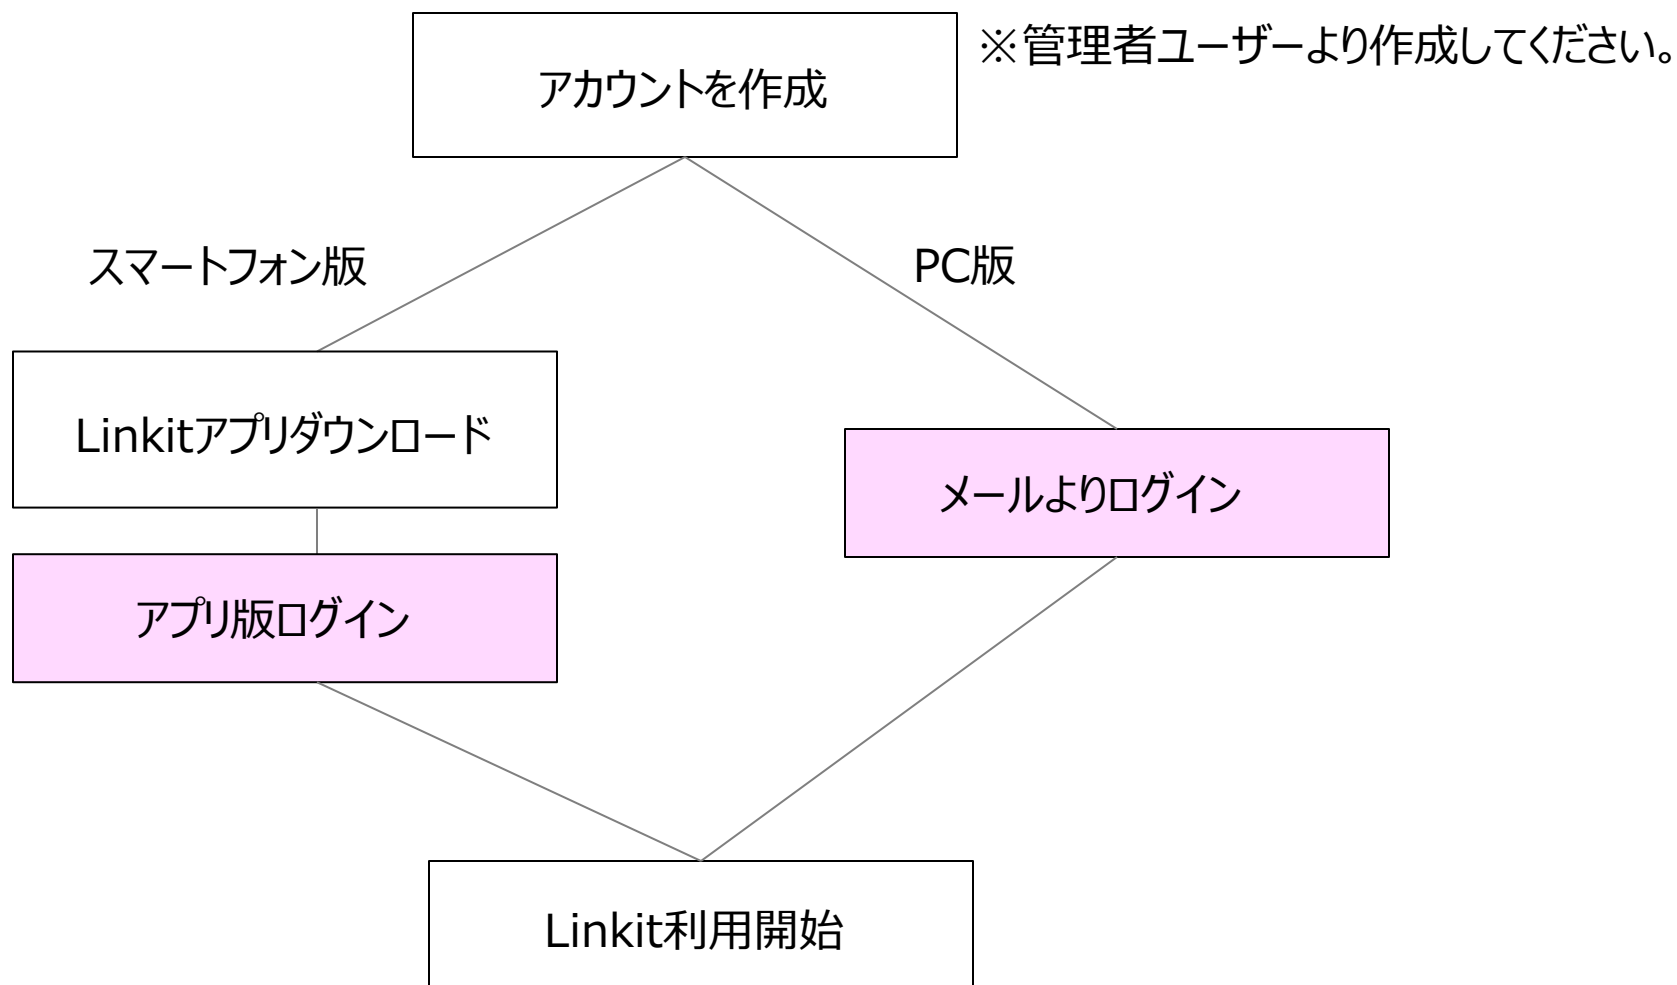 アカウントを作成
※管理者ユーザーより作成してください。
スマートフォン版
PC版
Linkitアプリダウンロード
メールよりログイン
アプリ版ログイン
Linkit利用開始